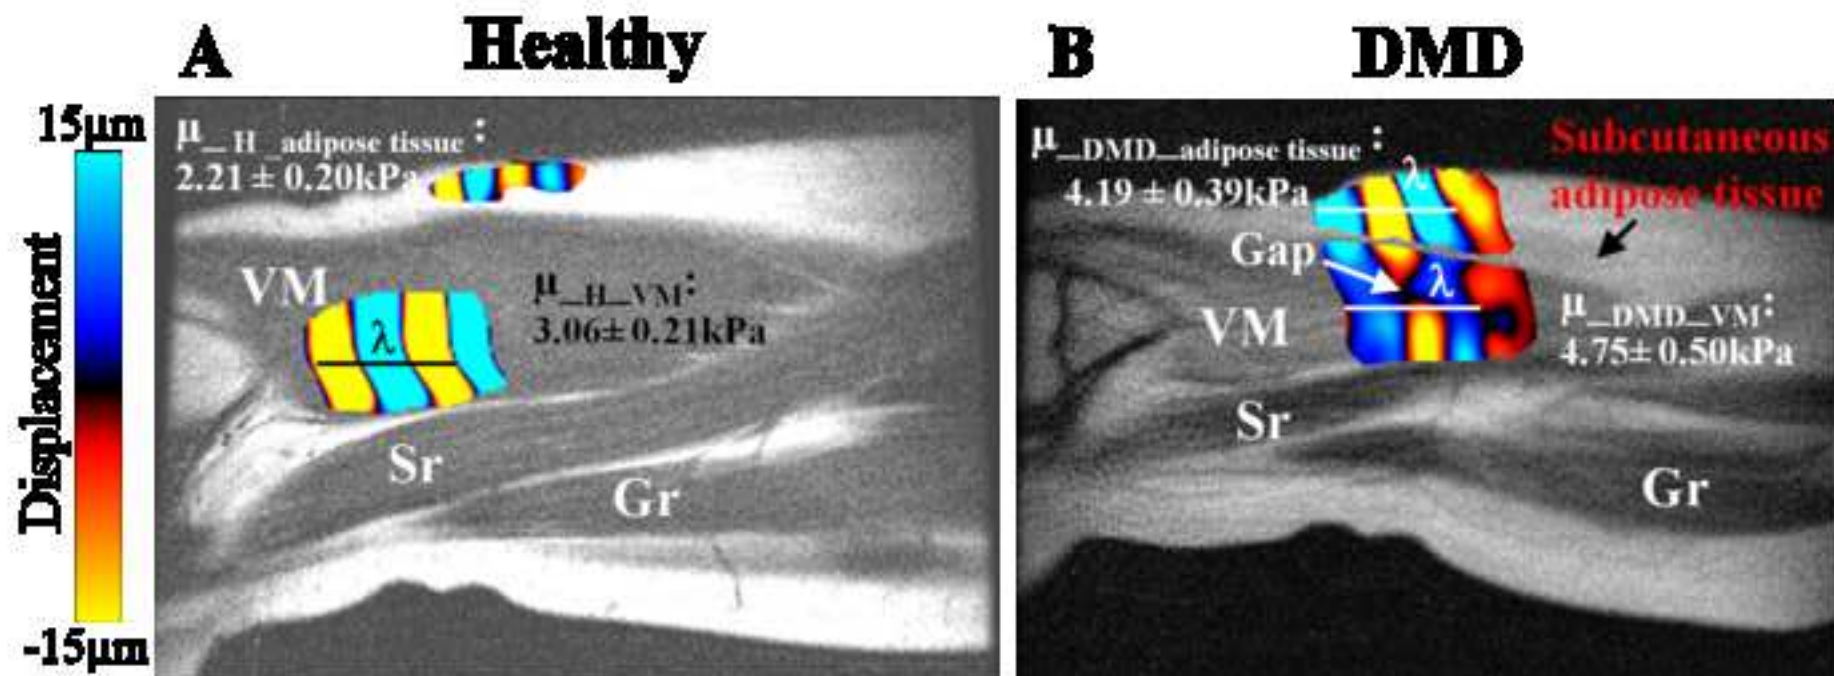 A Healthy
B DMD
15µm
Displacement
-15µm
µ_H_adipose tissue:
2.21 ± 0.20kPa
VM
λ
µ_H_VM:
3.06± 0.21kPa
Sr
Gr
µ_DMD_adipose tissue:
4.19 ± 0.39kPa
λ
Subcutaneous
adipose tissue
Gap
λ
VM
µ_DMD_VM:
4.75± 0.50kPa
Sr
Gr